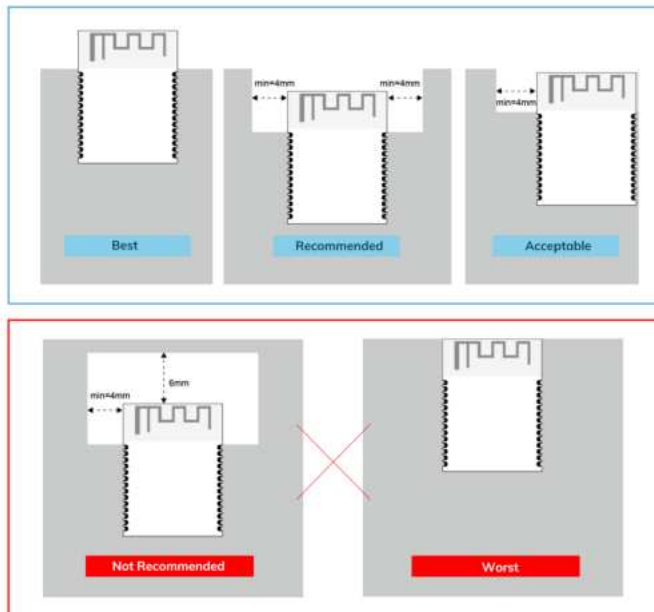 min=4mm
min=4mm
min=4mm
Best
Recommended
Acceptable
6mm
min=4mm
Not Recommended
Worst